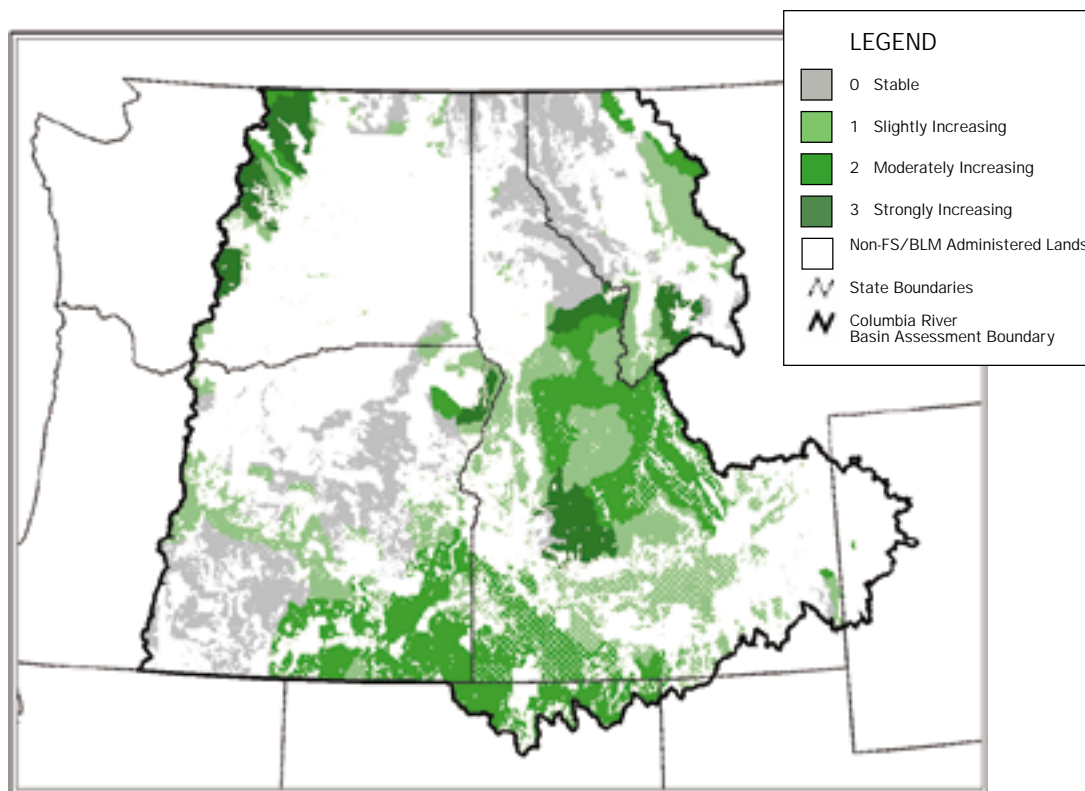 LEGEND
0 Stable
1 Slightly Increasing
2 Moderately Increasing
3 Strongly Increasing
Non-FS/BLM Administered Lands
State Boundaries
Columbia River
Basin Assessment Boundary